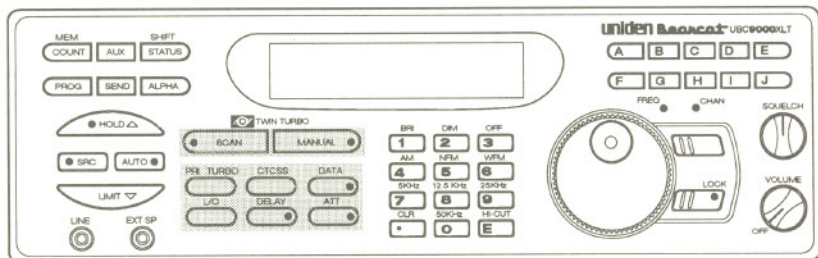 uniden Bearcat UBC9000XLT
MEM SHIFT
COUNT AUX STATUS
PROG SEND ALPHA
A B C D E
F G H I J
FREQ CHAN
HOLD △
SRC AUTO
LIMIT ▽
LINE EXT SP
TWIN TURBO
SCAN MANUAL
PRI TURBO CTCSS DATA
L/O DELAY ATT
BRI DIM OFF
1 2 3
AM NFM WFM
4 5 6
5KHz 12.5 KHz 25KHz
7 8 9
CLR 50KHz HI-CUT
. 0 E
LOCK
SQUELCH
VOLUME
OFF